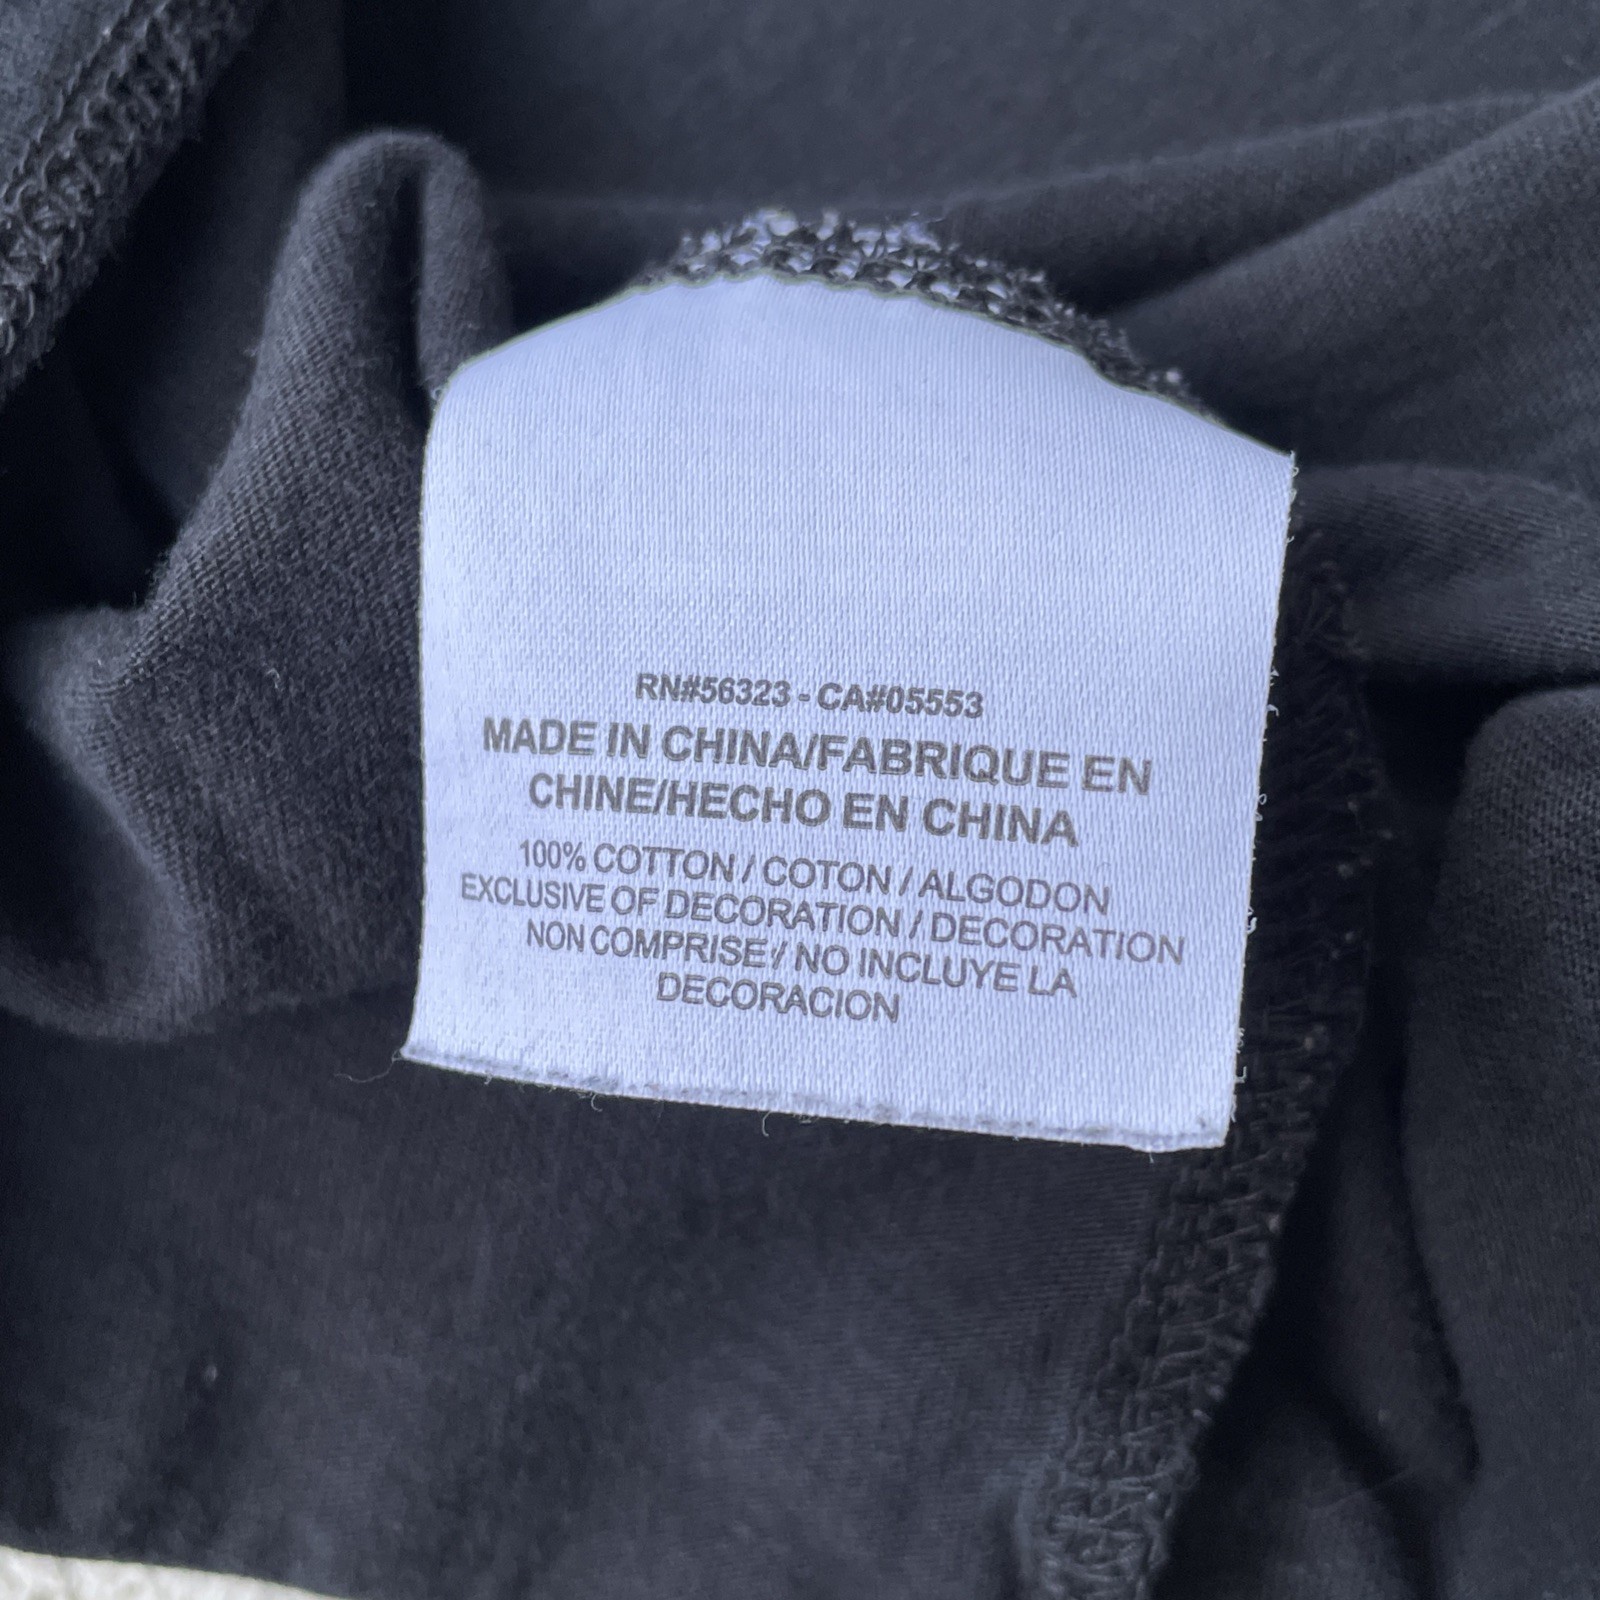 RN#56323 - CA#05553
MADE IN CHINA/FABRIQUE EN
CHINE/HECHO EN CHINA
100% COTTON / COTON / ALGODON
EXCLUSIVE OF DECORATION / DECORATION
NON COMPRISE / NO INCLUYE LA
DECORACION